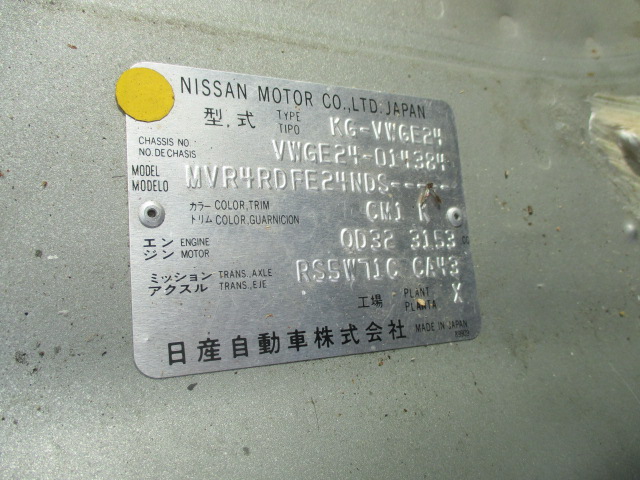 NISSAN MOTOR CO.,LTD. JAPAN
型式 TYPE TIPO KG-VWGE24
CHASSIS NO. NO. DE CHASIS VWGE24-014384
MODEL MODELO MVR4RDFE24NDS-----
カラー COLOR, TRIM CM1 K
トリム COLOR, GUARNICION
エンジン ENGINE MOTOR QD32 3153 CC
ミッション TRANS., AXLE RS5W71C CA43
アクスル TRANS., EJE
工場 PLANT PLANTA X
日産自動車株式会社 MADE IN JAPAN